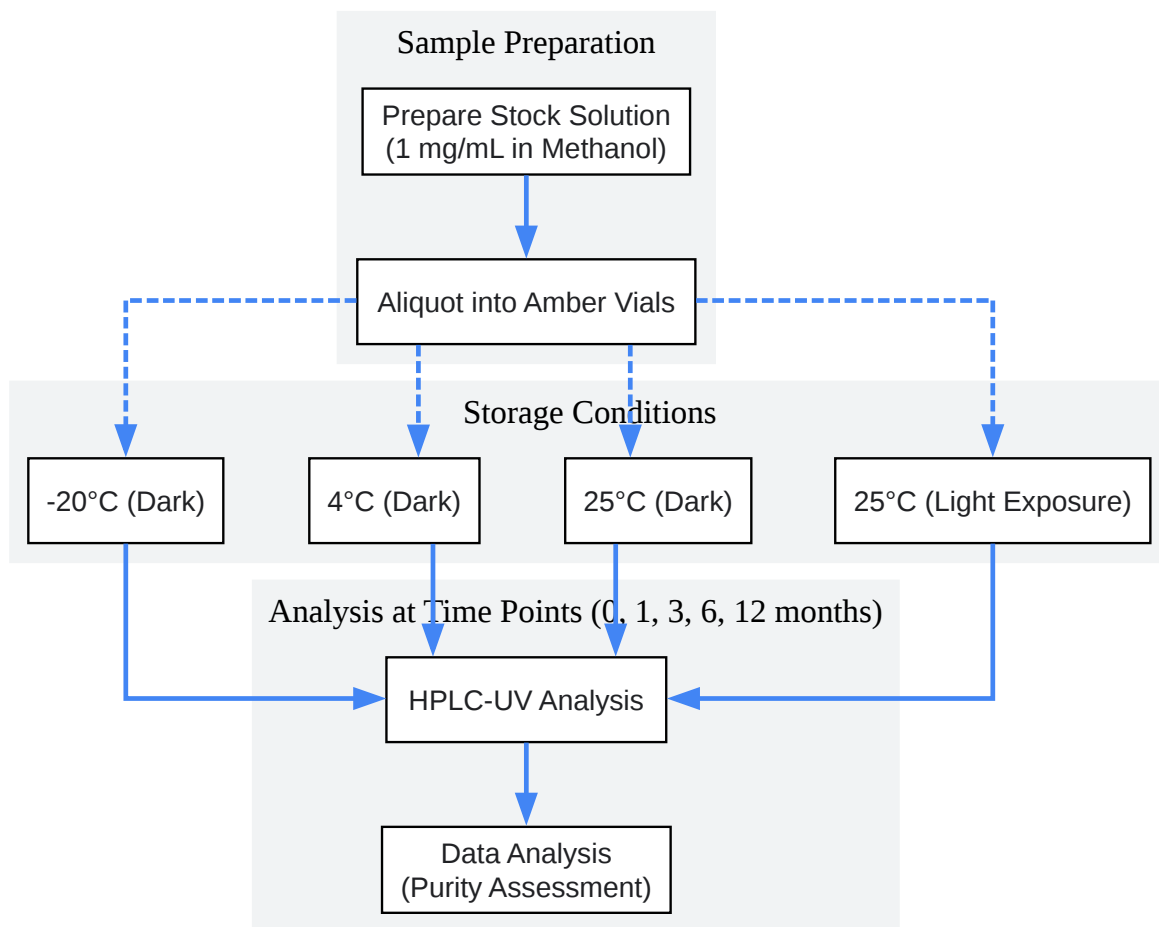 Sample Preparation
Prepare Stock Solution
(1 mg/mL in Methanol)
Aliquot into Amber Vials
Storage Conditions
-20°C (Dark)
4°C (Dark)
25°C (Dark)
25°C (Light Exposure)
Analysis at Time Points (0, 1, 3, 6, 12 months)
HPLC-UV Analysis
Data Analysis
(Purity Assessment)